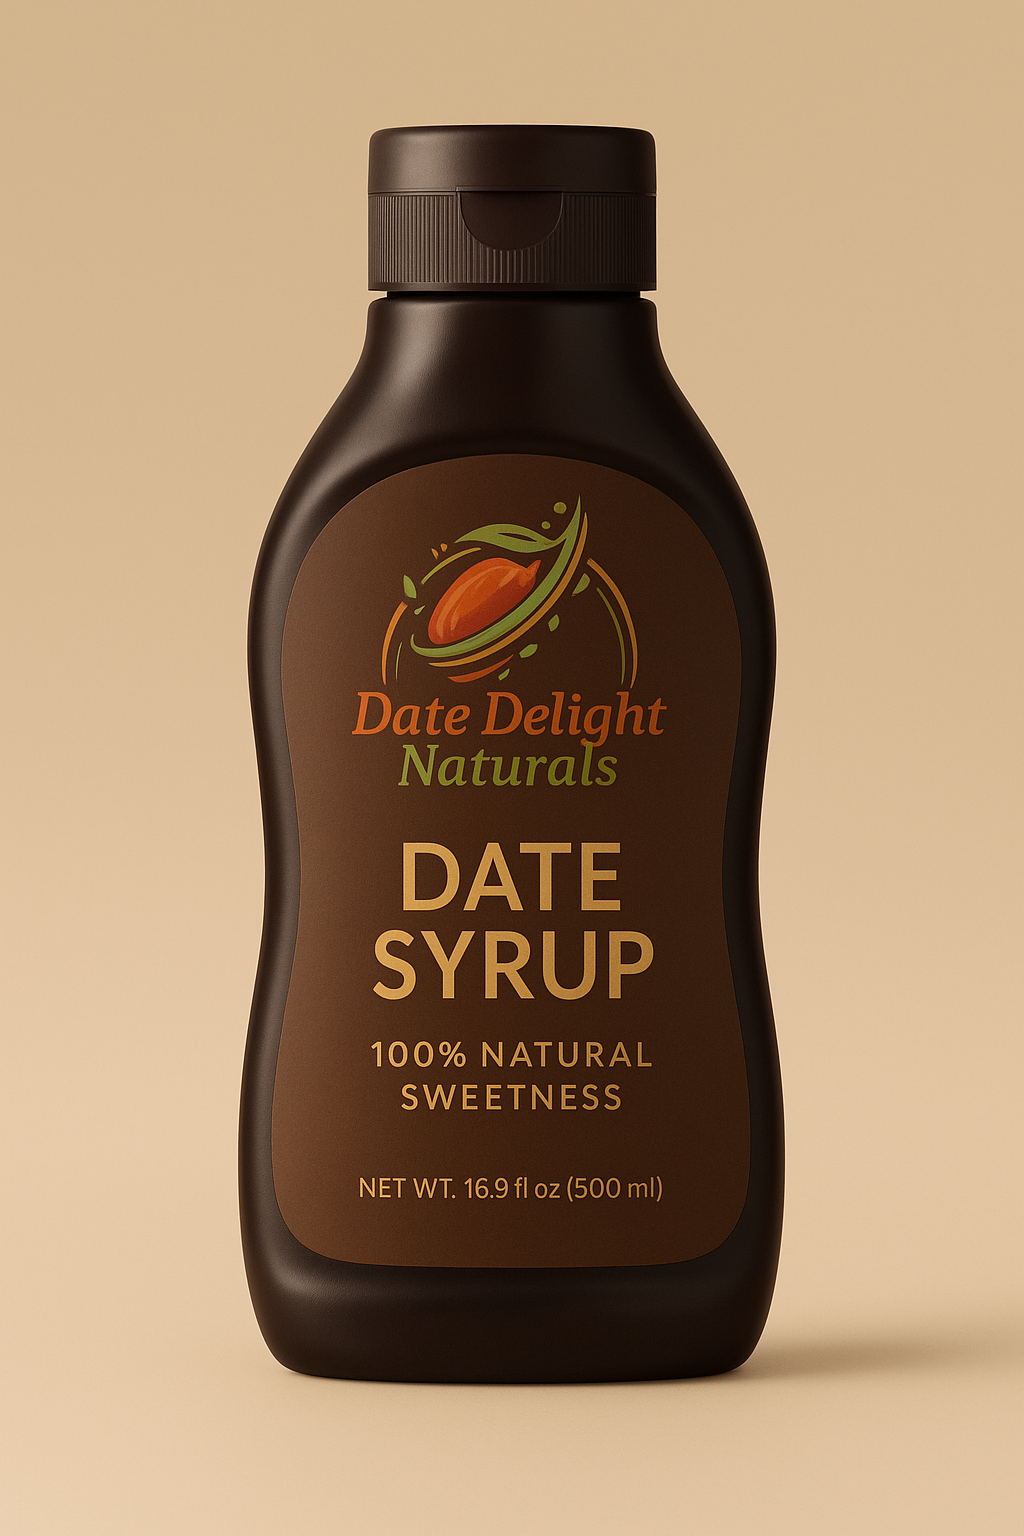 Date Delight
Naturals
DATE
SYRUP
100% NATURAL
SWEETNESS
NET WT. 16.9 fl oz (500 ml)